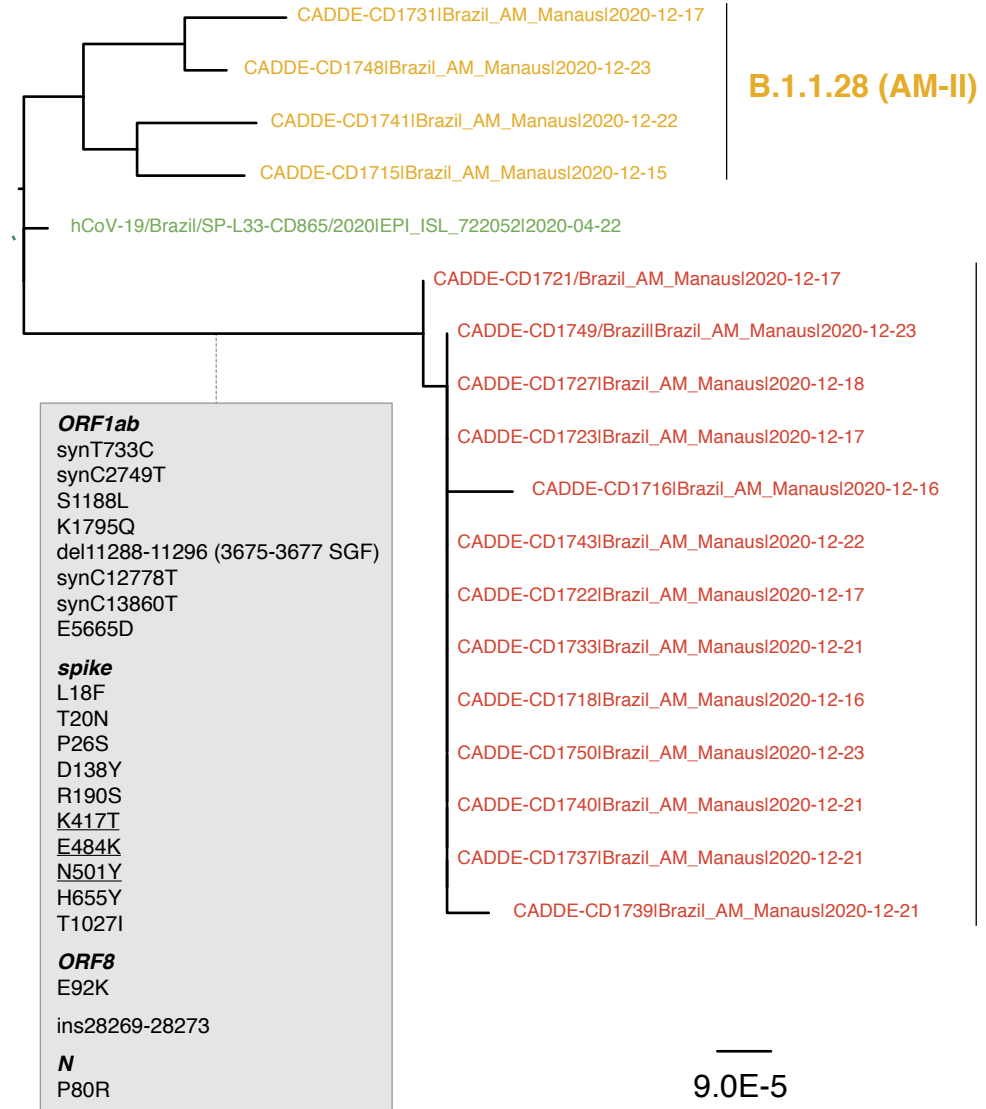 CADDE-CD1731|Brazil_AM_Manaus|2020-12-17
CADDE-CD1748|Brazil_AM_Manaus|2020-12-23
B.1.1.28 (AM-II)
CADDE-CD1741|Brazil_AM_Manaus|2020-12-22
CADDE-CD1715|Brazil_AM_Manaus|2020-12-15
hCoV-19/Brazil/SP-L33-CD865/2020|EPI_ISL_722052|2020-04-22
CADDE-CD1721/Brazil_AM_Manaus|2020-12-17
CADDE-CD1749/Brazil|Brazil_AM_Manaus|2020-12-23
CADDE-CD1727|Brazil_AM_Manaus|2020-12-18
CADDE-CD1723|Brazil_AM_Manaus|2020-12-17
CADDE-CD1716|Brazil_AM_Manaus|2020-12-16
CADDE-CD1743|Brazil_AM_Manaus|2020-12-22
CADDE-CD1722|Brazil_AM_Manaus|2020-12-17
CADDE-CD1733|Brazil_AM_Manaus|2020-12-21
CADDE-CD1718|Brazil_AM_Manaus|2020-12-16
CADDE-CD1750|Brazil_AM_Manaus|2020-12-23
CADDE-CD1740|Brazil_AM_Manaus|2020-12-21
CADDE-CD1737|Brazil_AM_Manaus|2020-12-21
CADDE-CD1739|Brazil_AM_Manaus|2020-12-21
ORF1ab
synT733C
synC2749T
S1188L
K1795Q
del11288-11296 (3675-3677 SGF)
synC12778T
synC13860T
E5665D
spike
L18F
T20N
P26S
D138Y
R190S
K417T
E484K
N501Y
H655Y
T1027I
ORF8
E92K
ins28269-28273
N
P80R
9.0E-5